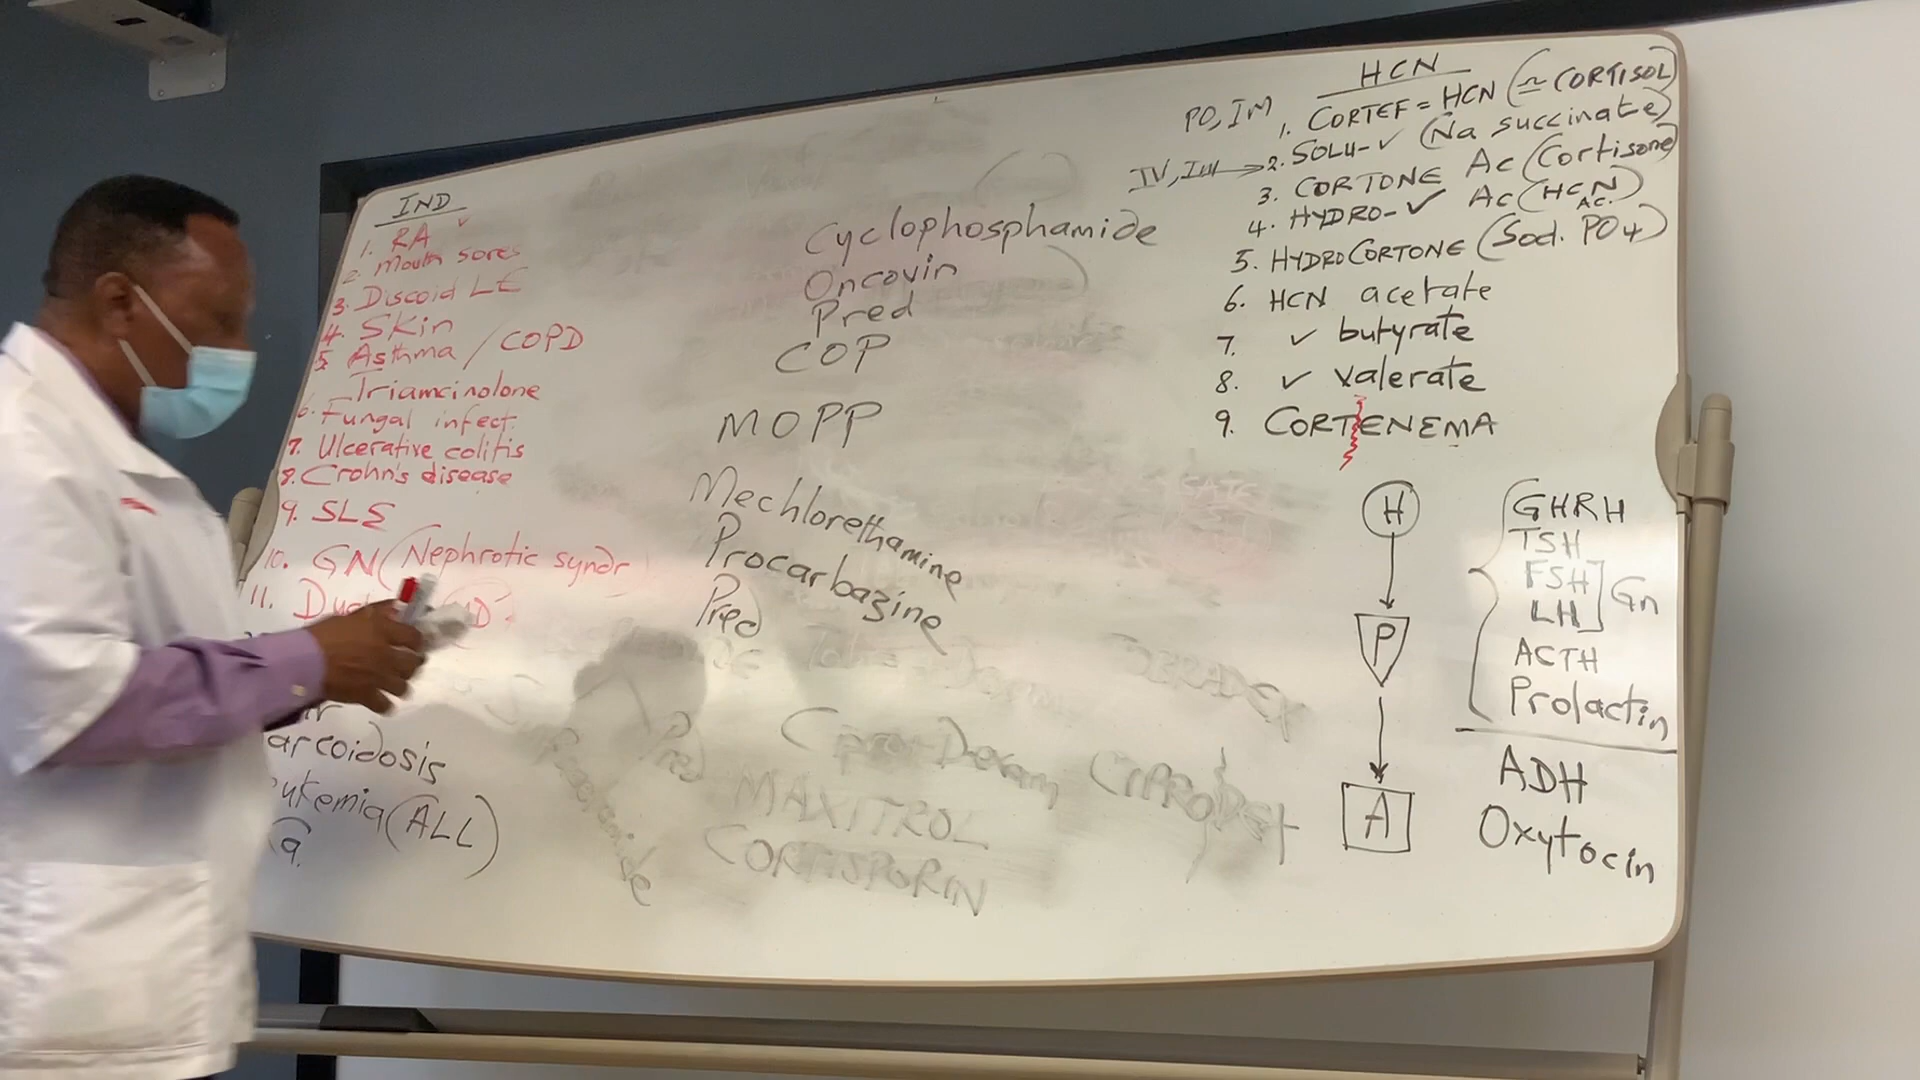 IND
1. RA ✓
2. Mouth sores
3. Discoid LE
4. Skin
5. Asthma / COPD
Triamcinolone
6. Fungal infect.
7. Ulcerative colitis
8. Crohn's disease
9. SLE
10. GN (Nephrotic syndr
11.
arcoidosis
ukemia (ALL)
Cyclophosphamide
Oncovin
Pred
COP
MOPP
Mechlorethamine
Procarbazine
Pred
Pred
Cipro + Dexam
MAXITROL
CORTISPORIN
HCN
PO, IM 1. CORTEF = HCN (≃ CORTISOL)
IV, IM → 2. SOLU- ✓ (Na succinate)
3. CORTONE Ac (Cortisone)
4. HYDRO- ✓ Ac (HCN Ac.)
5. HYDROCORTONE (Sod. PO4)
6. HCN acetate
7. ✓ butyrate
8. ✓ valerate
9. CORTENEMA
H
P
A
GHRH
TSH
FSH
LH
Gn
ACTH
Prolactin
ADH
Oxytocin